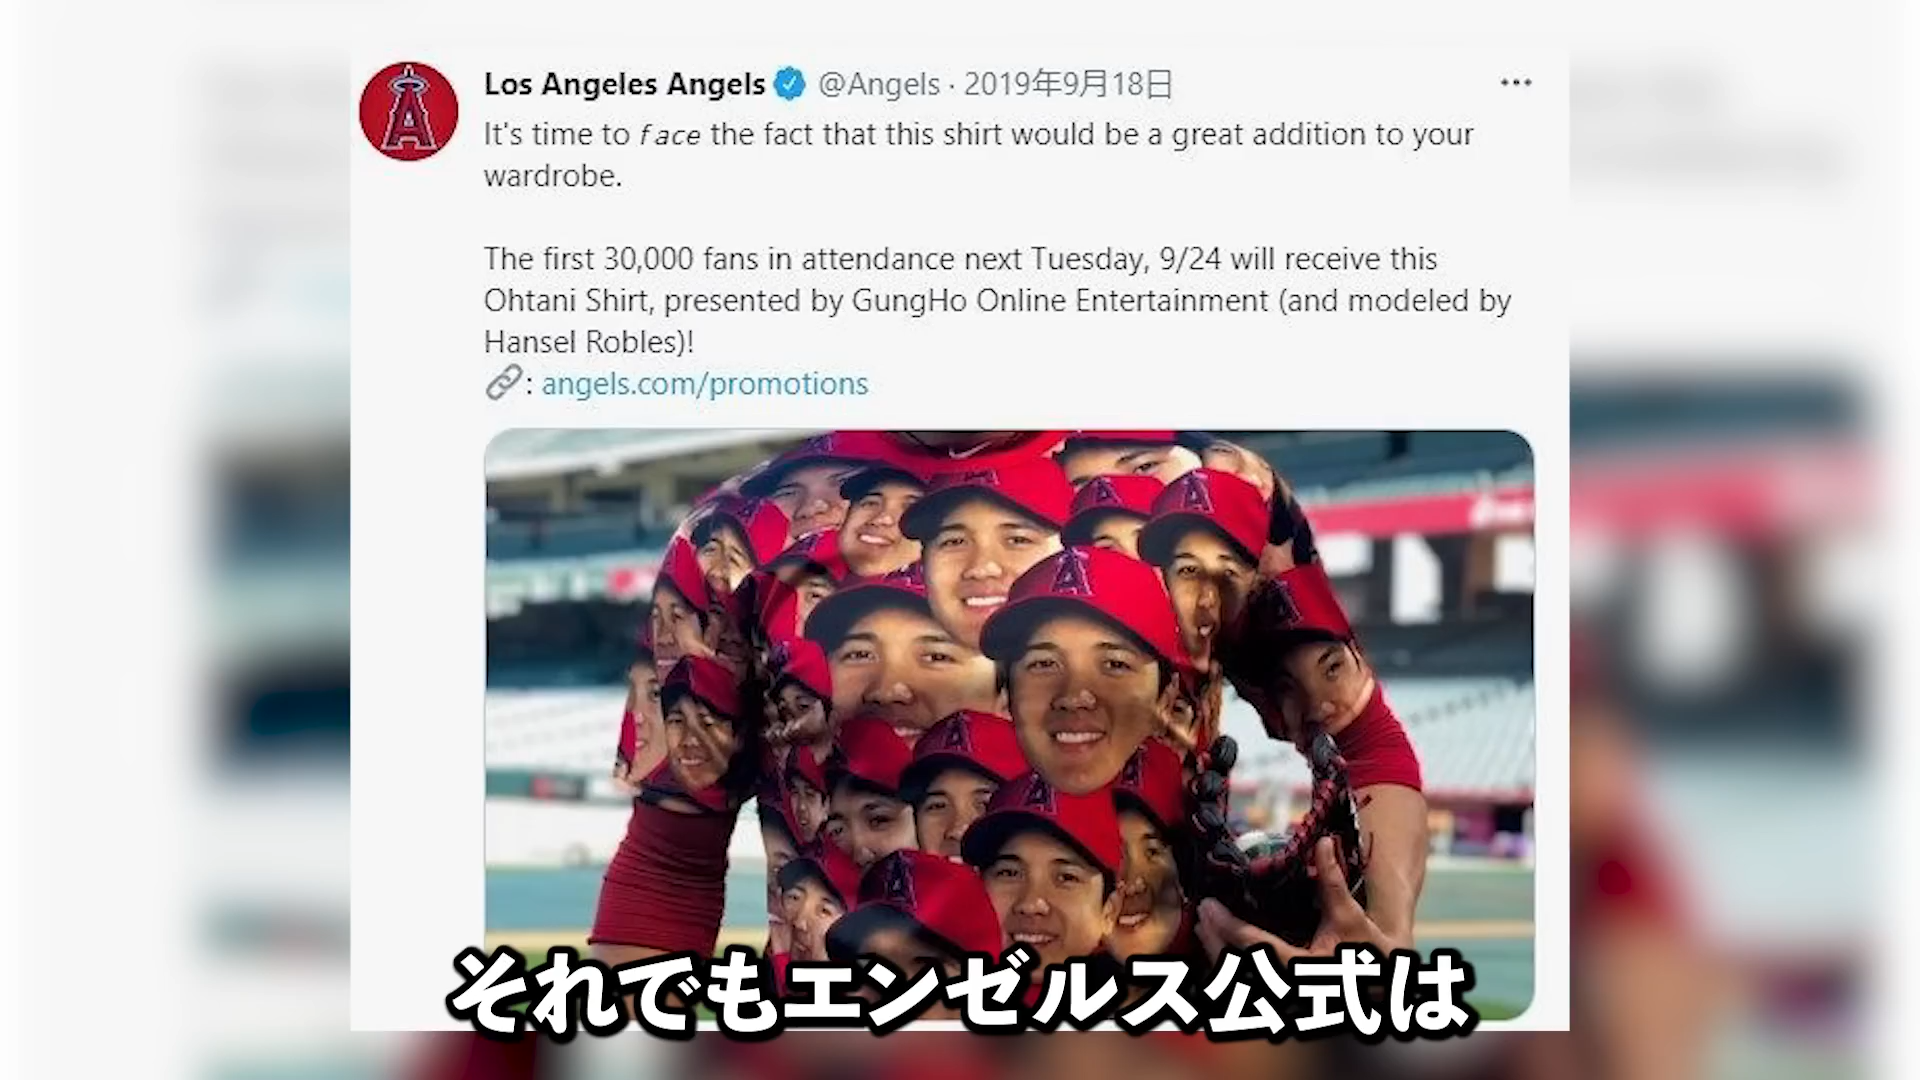 Los Angeles Angels @Angels · 2019年9月18日
It's time to face the fact that this shirt would be a great addition to your
wardrobe.
The first 30,000 fans in attendance next Tuesday, 9/24 will receive this
Ohtani Shirt, presented by GungHo Online Entertainment (and modeled by
Hansel Robles)!
: angels.com/promotions
それでもエンゼルス公式は